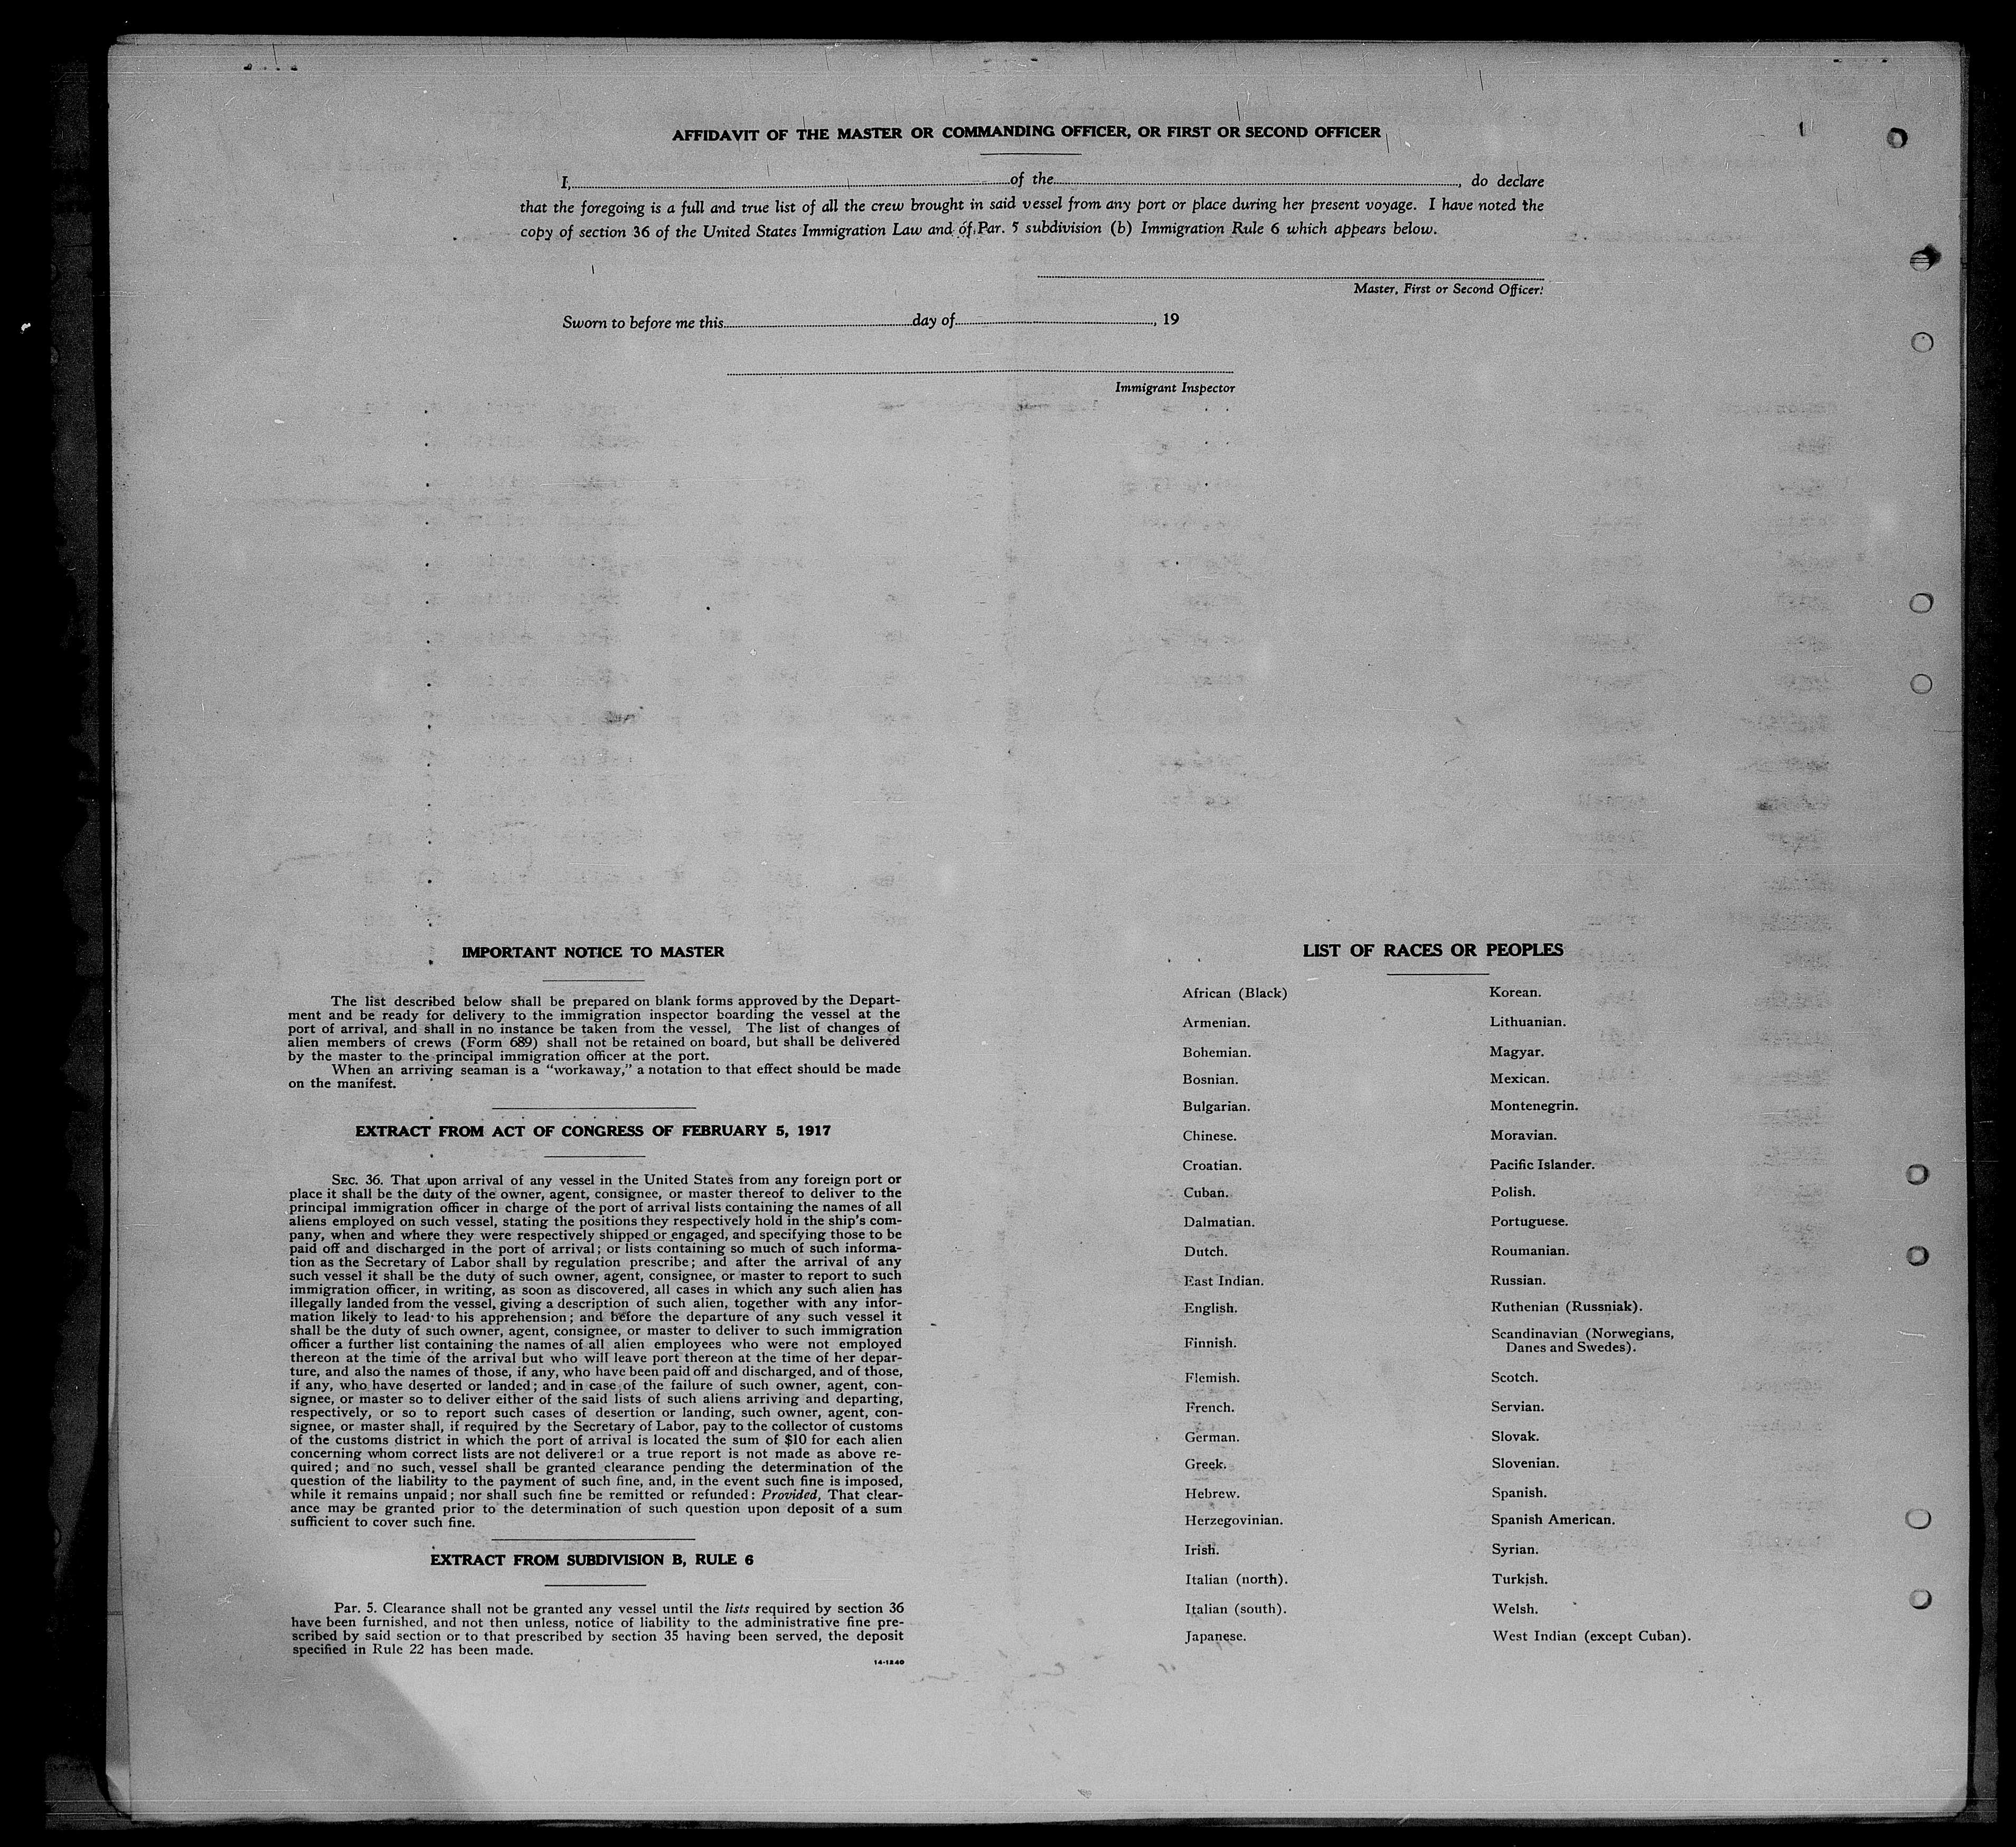 AFFIDAVIT OF THE MASTER OR COMMANDING OFFICER, OR FIRST OR SECOND OFFICER
I, of the , do declare
that the foregoing is a full and true list of all the crew brought in said vessel from any port or place during her present voyage. I have noted the
copy of section 36 of the United States Immigration Law and of Par. 5 subdivision (b) Immigration Rule 6 which appears below.
Master, First or Second Officer.
Sworn to before me this day of , 19
Immigrant Inspector
IMPORTANT NOTICE TO MASTER
The list described below shall be prepared on blank forms approved by the Depart-
ment and be ready for delivery to the immigration inspector boarding the vessel at the
port of arrival, and shall in no instance be taken from the vessel. The list of changes of
alien members of crews (Form 689) shall not be retained on board, but shall be delivered
by the master to the principal immigration officer at the port.
When an arriving seaman is a "workaway," a notation to that effect should be made
on the manifest.
EXTRACT FROM ACT OF CONGRESS OF FEBRUARY 5, 1917
SEC. 36. That upon arrival of any vessel in the United States from any foreign port or
place it shall be the duty of the owner, agent, consignee, or master thereof to deliver to the
principal immigration officer in charge of the port of arrival lists containing the names of all
aliens employed on such vessel, stating the positions they respectively hold in the ship's com-
pany, when and where they were respectively shipped or engaged, and specifying those to be
paid off and discharged in the port of arrival; or lists containing so much of such informa-
tion as the Secretary of Labor shall by regulation prescribe; and after the arrival of any
such vessel it shall be the duty of such owner, agent, consignee, or master to report to such
immigration officer, in writing, as soon as discovered, all cases in which any such alien has
illegally landed from the vessel, giving a description of such alien, together with any infor-
mation likely to lead to his apprehension; and before the departure of any such vessel it
shall be the duty of such owner, agent, consignee, or master to deliver to such immigration
officer a further list containing the names of all alien employees who were not employed
thereon at the time of the arrival but who will leave port thereon at the time of her depar-
ture, and also the names of those, if any, who have been paid off and discharged, and of those,
if any, who have deserted or landed; and in case of the failure of such owner, agent, con-
signee, or master so to deliver either of the said lists of such aliens arriving and departing,
respectively, or so to report such cases of desertion or landing, such owner, agent, con-
signee, or master shall, if required by the Secretary of Labor, pay to the collector of customs
of the customs district in which the port of arrival is located the sum of $10 for each alien
concerning whom correct lists are not delivered or a true report is not made as above re-
quired; and no such vessel shall be granted clearance pending the determination of the
question of the liability to the payment of such fine, and, in the event such fine is imposed,
while it remains unpaid; nor shall such fine be remitted or refunded: Provided, That clear-
ance may be granted prior to the determination of such question upon deposit of a sum
sufficient to cover such fine.
EXTRACT FROM SUBDIVISION B, RULE 6
Par. 5. Clearance shall not be granted any vessel until the lists required by section 36
have been furnished, and not then unless, notice of liability to the administrative fine pre-
scribed by said section or to that prescribed by section 35 having been served, the deposit
specified in Rule 22 has been made.
14-1240
LIST OF RACES OR PEOPLES
African (Black)
Armenian.
Bohemian.
Bosnian.
Bulgarian.
Chinese.
Croatian.
Cuban.
Dalmatian.
Dutch.
East Indian.
English.
Finnish.
Flemish.
French.
German.
Greek.
Hebrew.
Herzegovinian.
Irish.
Italian (north).
Italian (south).
Japanese.
Korean.
Lithuanian.
Magyar.
Mexican.
Montenegrin.
Moravian.
Pacific Islander.
Polish.
Portuguese.
Roumanian.
Russian.
Ruthenian (Russniak).
Scandinavian (Norwegians,
Danes and Swedes).
Scotch.
Servian.
Slovak.
Slovenian.
Spanish.
Spanish American.
Syrian.
Turkish.
Welsh.
West Indian (except Cuban).